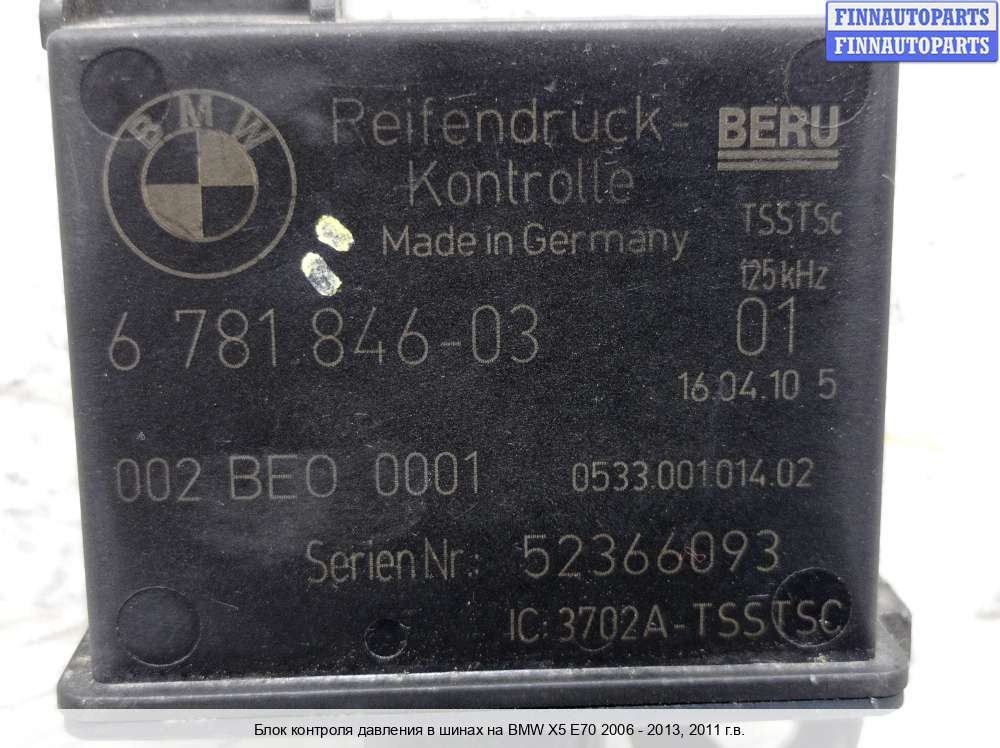 FINNAUTOPARTS
FINNAUTOPARTS
BMW
Reifendruck-
Kontrolle
Made in Germany
BERU
TSSTSc
125kHz
6 781 846-03
01
16.04.10 5
002 BEO 0001
0533.001.014.02
Serien Nr.: 52366093
IC: 3702A-TSSTSC
Блок контроля давления в шинах на BMW X5 E70 2006 - 2013, 2011 г.в.